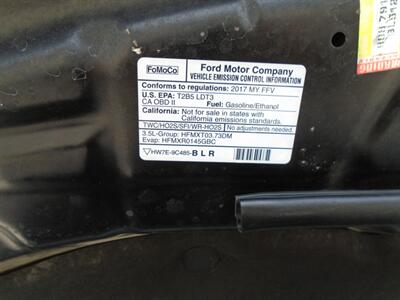 FoMoCo
Ford Motor Company
VEHICLE EMISSION CONTROL INFORMATION
Conforms to regulations: 2017 MY FFV
U.S. EPA: T2B5 LDT3
CA OBD II Fuel: Gasoline/Ethanol
California: Not for sale in states with
California emissions standards.
TWC/HO2S/SFI/WR-HO2S No adjustments needed.
3.5L-Group: HFMXT03.73DM
Evap: HFMXR0145GBC
HW7E-9C485-BLR